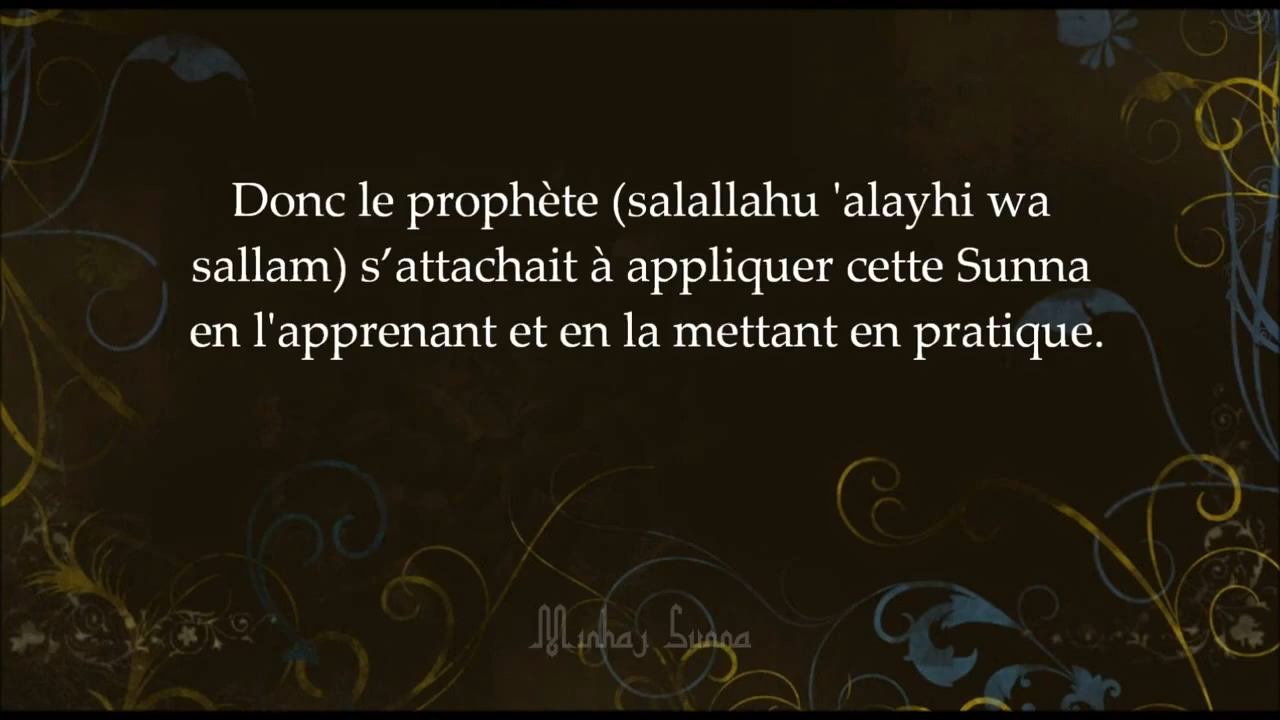 Donc le prophète (salallahu 'alayhi wa
sallam) s’attachait à appliquer cette Sunna
en l'apprenant et en la mettant en pratique.
Minhaj Sunna